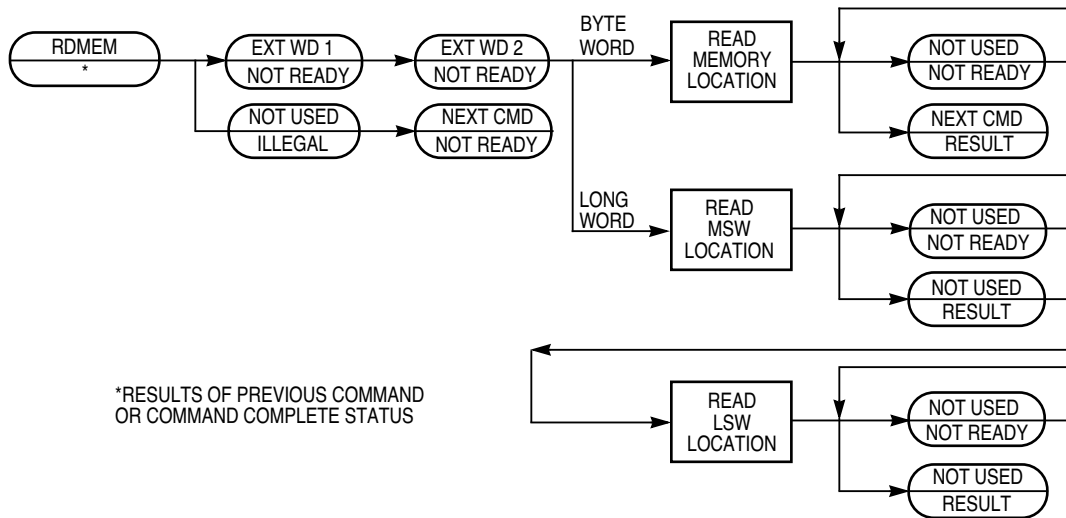 RDMEM
*
EXT WD 1
NOT READY
EXT WD 2
NOT READY
NOT USED
ILLEGAL
NEXT CMD
NOT READY
BYTE
WORD
READ
MEMORY
LOCATION
NOT USED
NOT READY
NEXT CMD
RESULT
LONG
WORD
READ
MSW
LOCATION
NOT USED
NOT READY
NOT USED
RESULT
*RESULTS OF PREVIOUS COMMAND
OR COMMAND COMPLETE STATUS
READ
LSW
LOCATION
NOT USED
NOT READY
NOT USED
RESULT